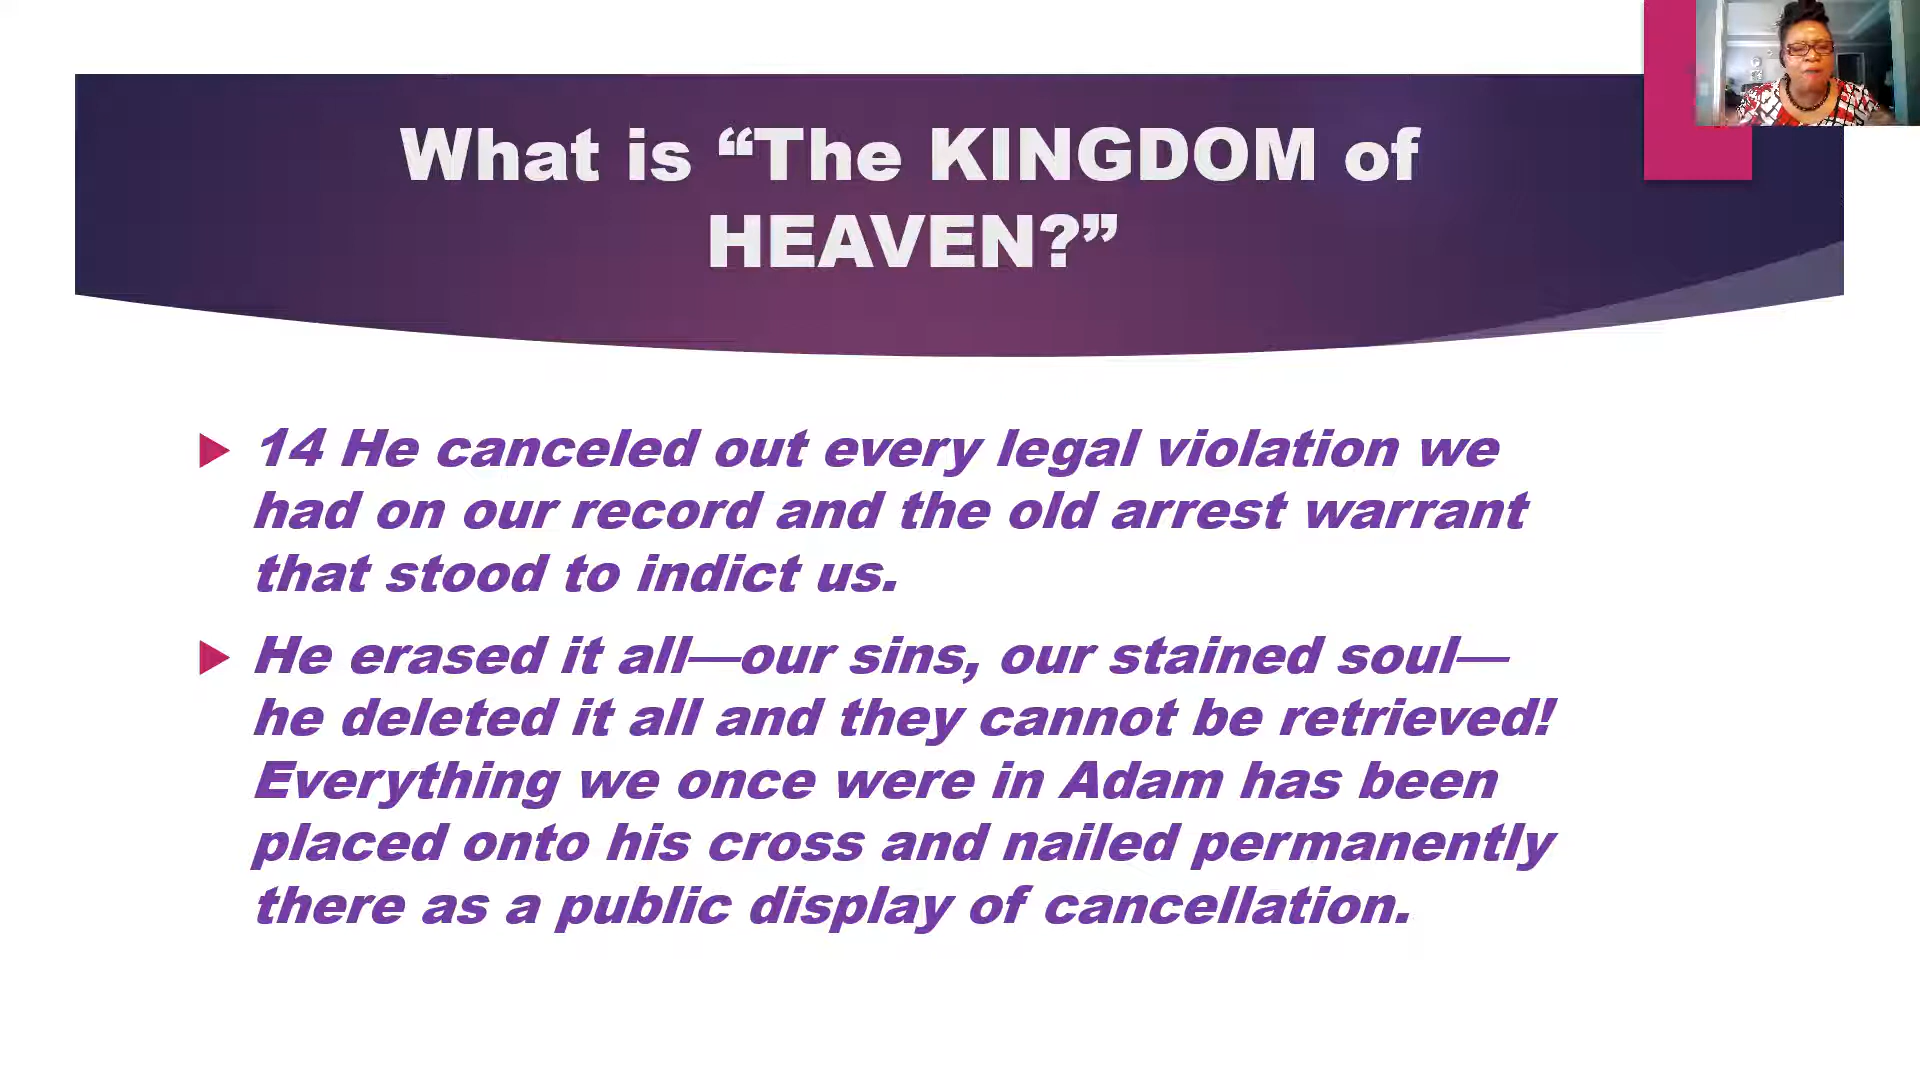 What is “The KINGDOM of
HEAVEN?”
14 He canceled out every legal violation we
had on our record and the old arrest warrant
that stood to indict us.
He erased it all—our sins, our stained soul—
he deleted it all and they cannot be retrieved!
Everything we once were in Adam has been
placed onto his cross and nailed permanently
there as a public display of cancellation.